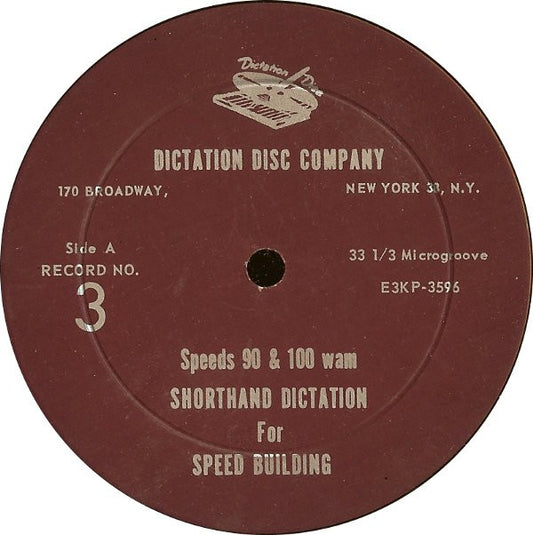 Dictation Disc
DICTATION DISC COMPANY
170 BROADWAY, NEW YORK 38, N.Y.
Side A
33 1/3 Microgroove
RECORD NO.
E3KP-3596
3
Speeds 90 & 100 wam
SHORTHAND DICTATION
For
SPEED BUILDING